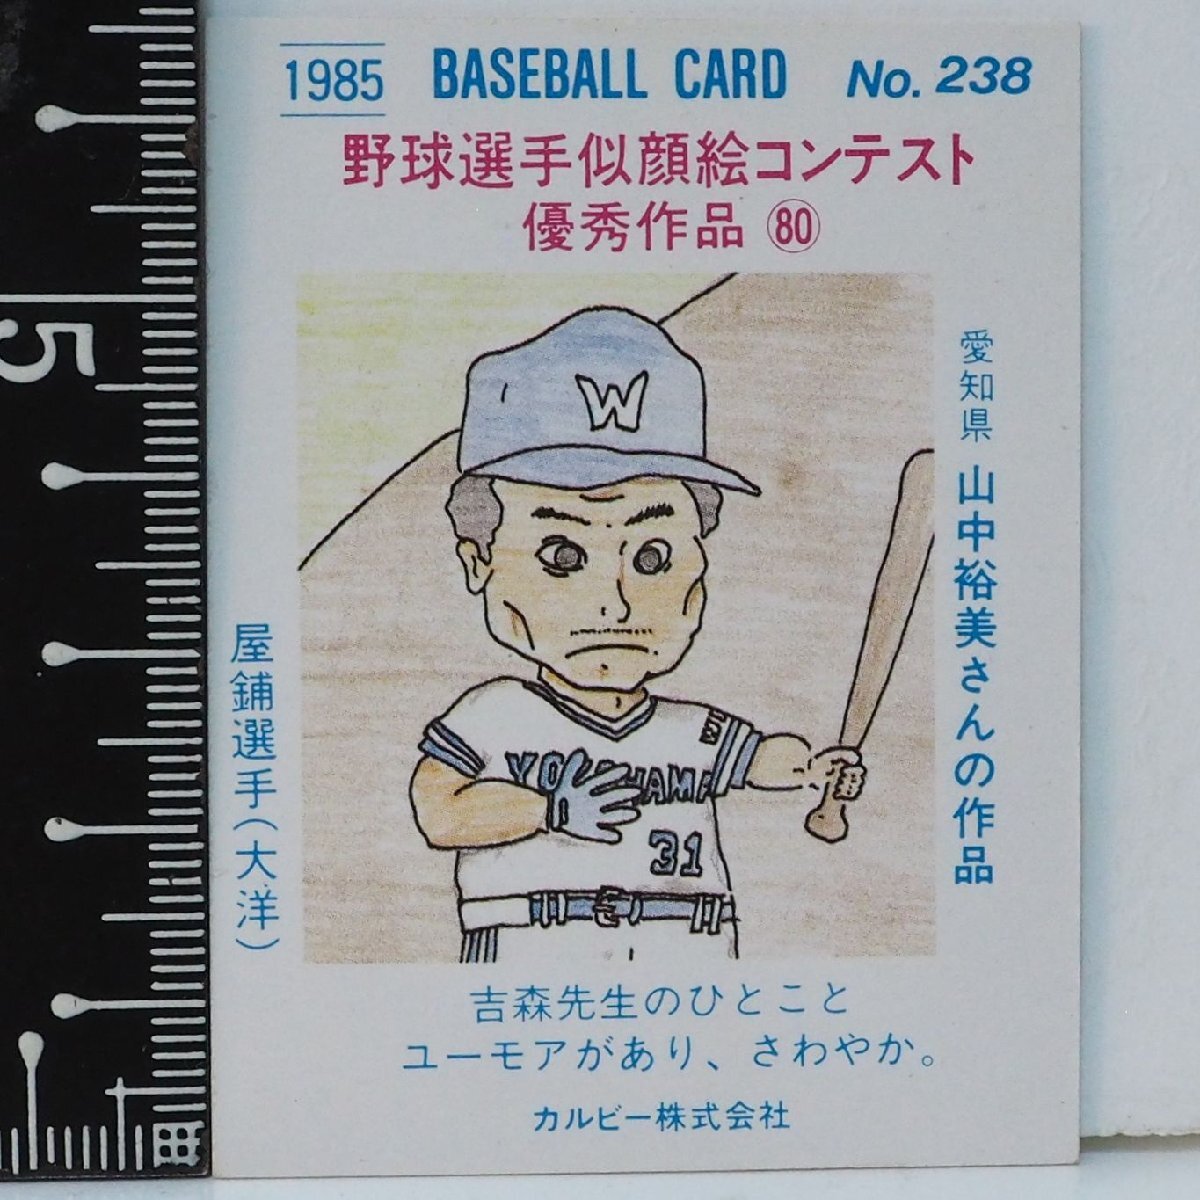 1985 BASEBALL CARD No. 238
野球選手似顔絵コンテスト
優秀作品 80
愛知県 山中裕美さんの作品
屋鋪選手(大洋)
W
YOKOHAMA
31
吉森先生のひとこと
ユーモアがあり、さわやか。
カルビー株式会社
5